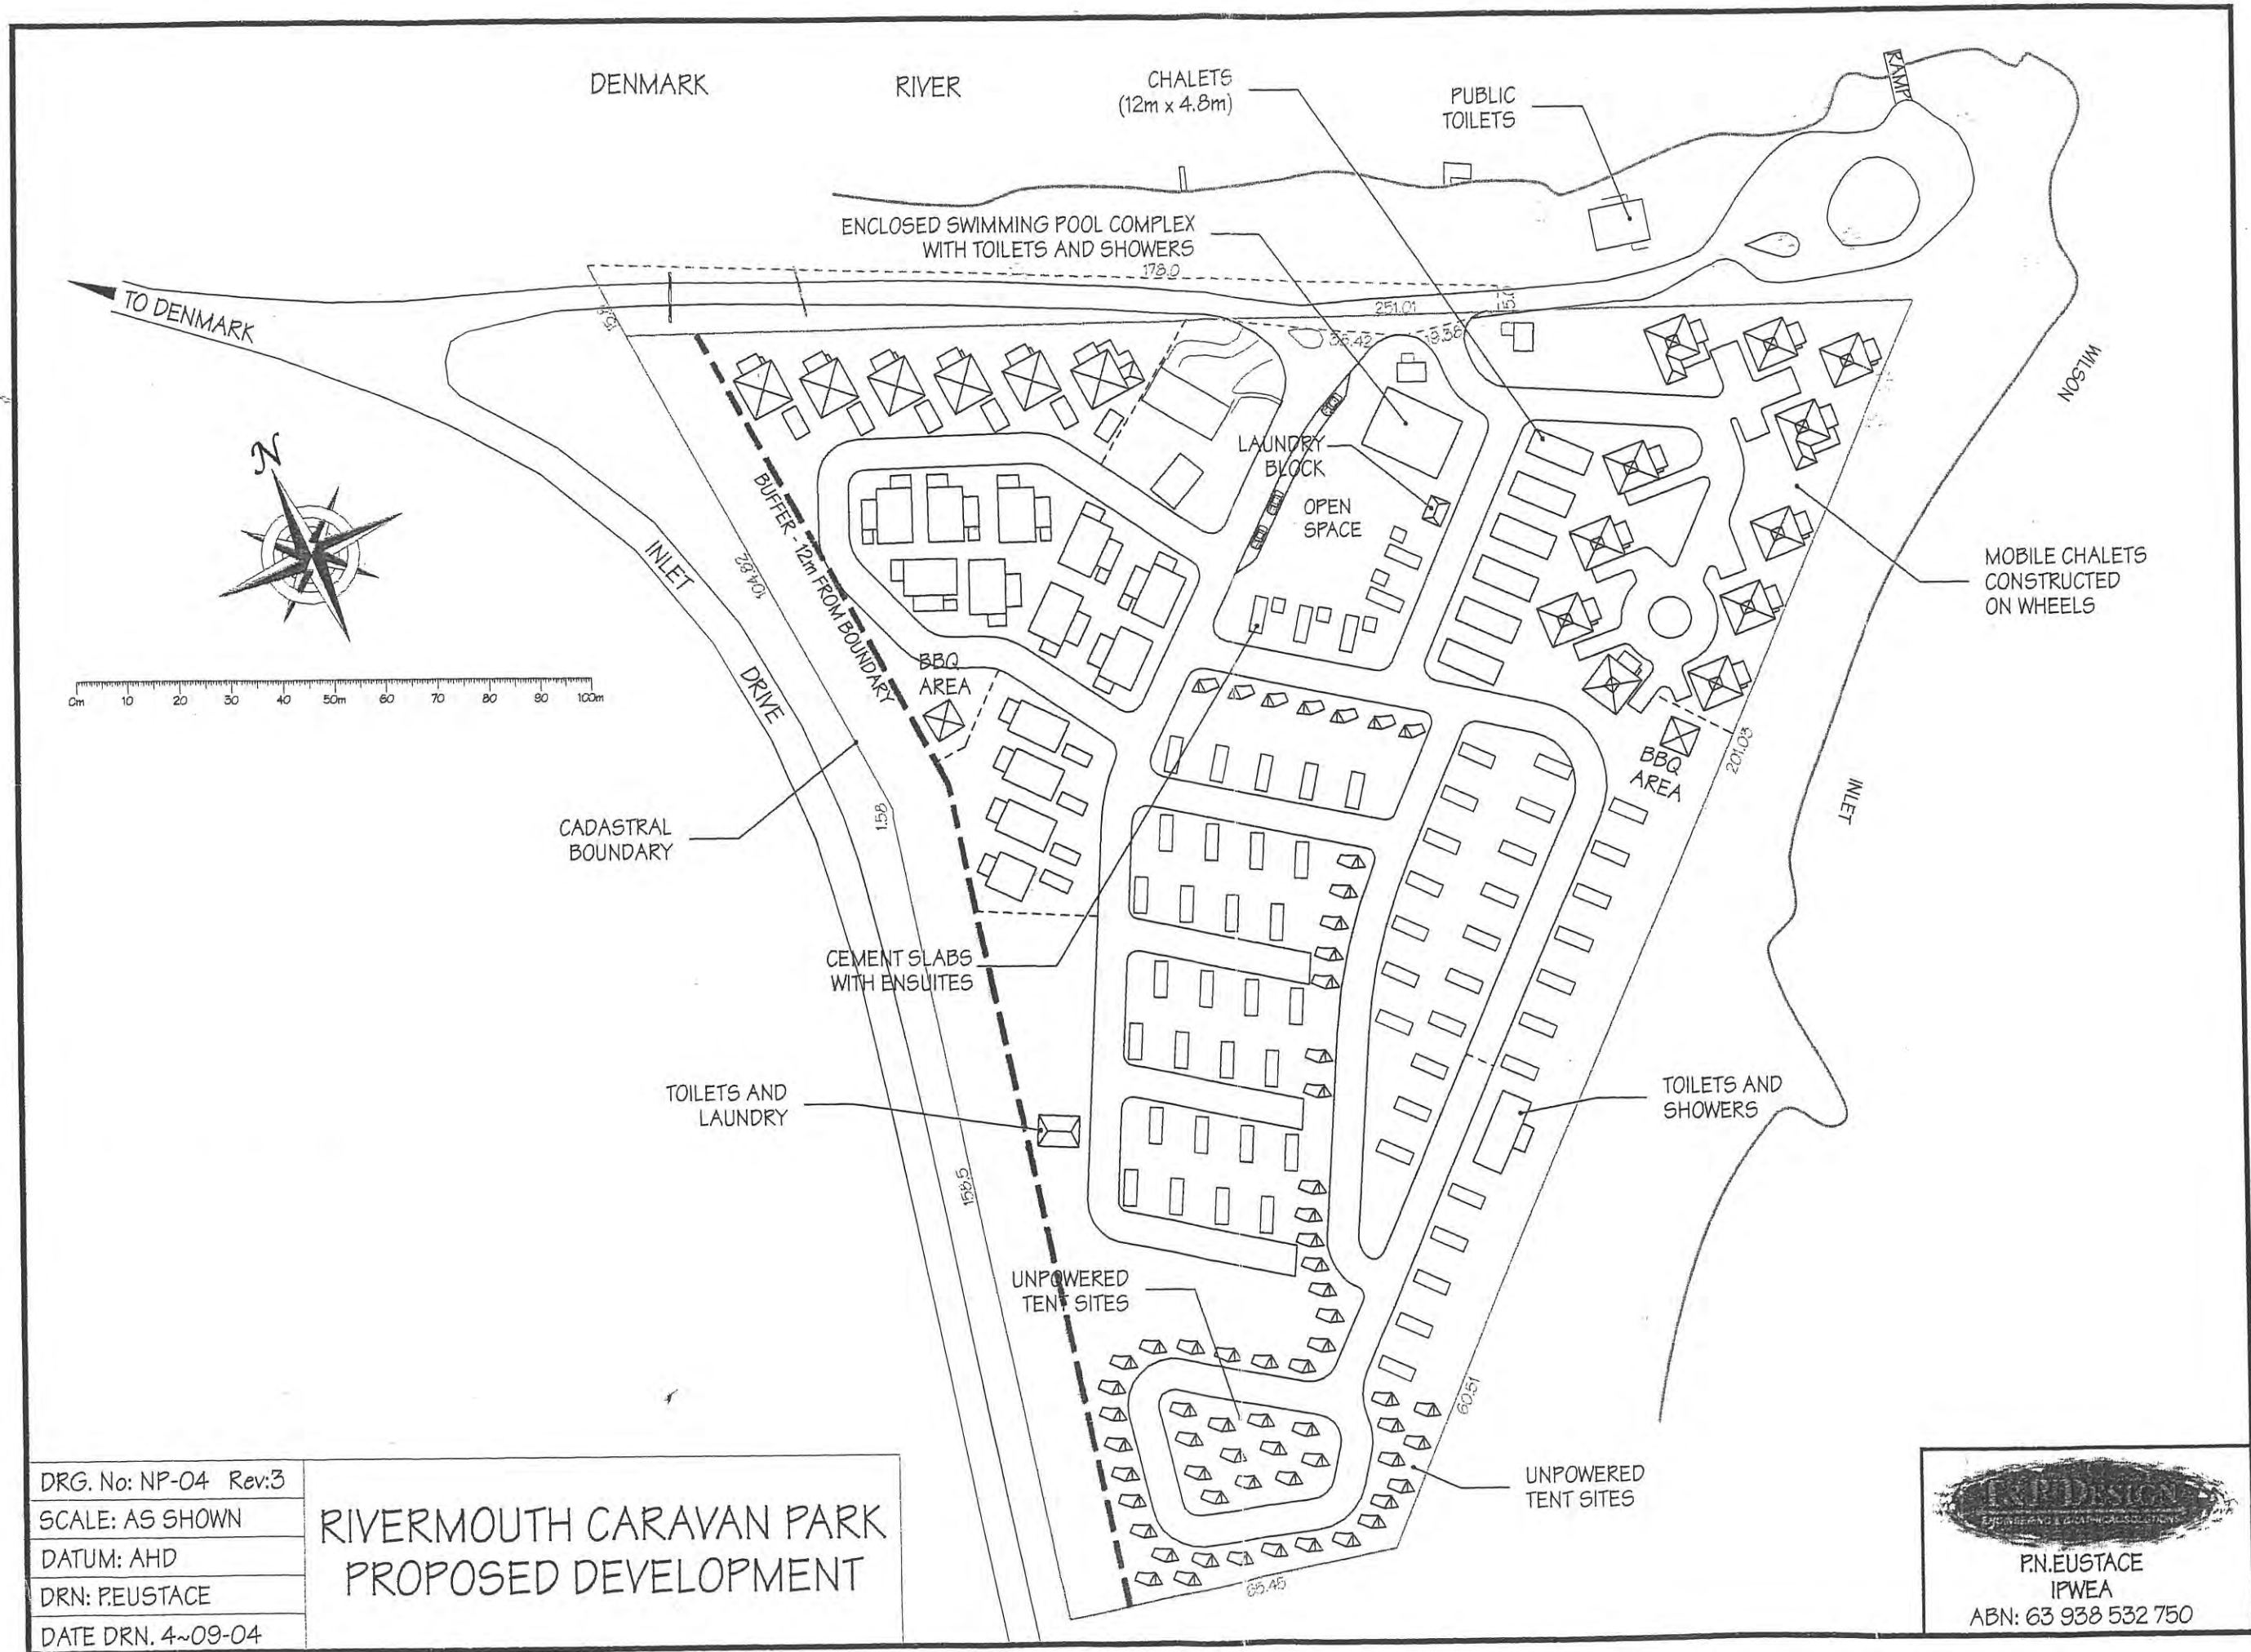 DENMARK RIVER
CHALETS
(12m x 4.8m)
PUBLIC
TOILETS
RAMP
ENCLOSED SWIMMING POOL COMPLEX
WITH TOILETS AND SHOWERS
178.0
TO DENMARK
251.01
35.42
19.38
WILSON
N
LAUNDRY
BLOCK
OPEN
SPACE
BUFFER - 12m FROM BOUNDARY
104.82
INLET
DRIVE
MOBILE CHALETS
CONSTRUCTED
ON WHEELS
0m 10 20 30 40 50m 60 70 80 90 100m
BBQ
AREA
BBQ
AREA
201.03
INLET
CADASTRAL
BOUNDARY
1.58
CEMENT SLABS
WITH ENSUITES
TOILETS AND
LAUNDRY
TOILETS AND
SHOWERS
158.5
UNPOWERED
TENT SITES
60.51
UNPOWERED
TENT SITES
65.45
DRG. No: NP-04 Rev:3
SCALE: AS SHOWN
DATUM: AHD
DRN: P.EUSTACE
DATE DRN. 4~09-04
RIVERMOUTH CARAVAN PARK
PROPOSED DEVELOPMENT
ENGINEERING & GRAPHICAL SOLUTIONS
P.N.EUSTACE
IPWEA
ABN: 63 938 532 750